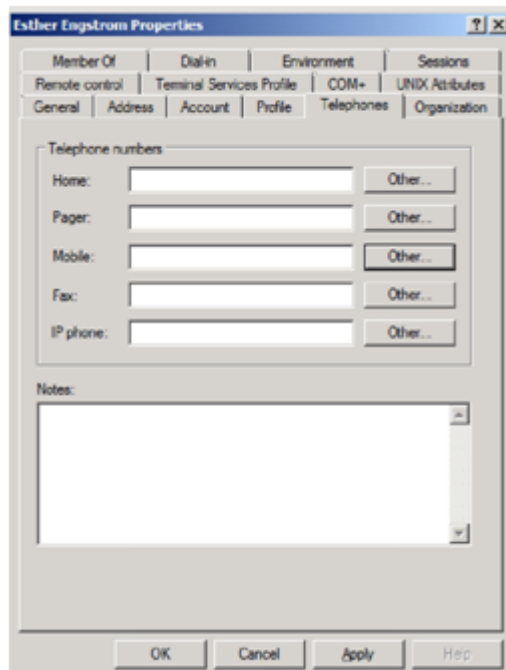 Esther Engstrom Properties
Member Of Dial-in Environment Sessions
Remote control Terminal Services Profile COM+ UNIX Attributes
General Address Account Profile Telephones Organization
Telephone numbers
Home: Other...
Pager: Other...
Mobile: Other...
Fax: Other...
IP phone: Other...
Notes:
OK Cancel Apply Help